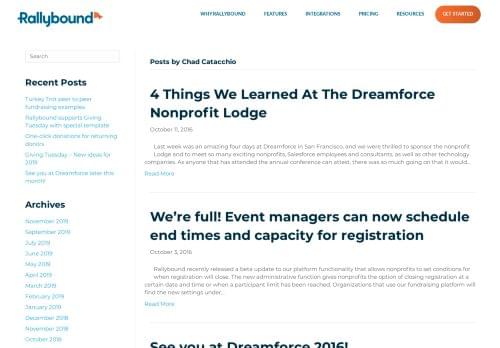 Rallybound
WHY RALLYBOUND
FEATURES
INTEGRATIONS
PRICING
RESOURCES
GET STARTED
Search
Recent Posts
Turkey Trot peer to peer
fundraising examples
Rallybound supports Giving
Tuesday with special template
One-click donations for returning
donors
Giving Tuesday – New ideas for
2019
See you at Dreamforce later this
month!
Archives
November 2019
September 2019
July 2019
June 2019
May 2019
April 2019
March 2019
February 2019
January 2019
December 2018
November 2018
October 2018
Posts by Chad Catacchio
4 Things We Learned At The Dreamforce
Nonprofit Lodge
October 11, 2016
Last week was an amazing four days at Dreamforce in San Francisco, and we were thrilled to sponsor the Nonprofit
Lodge and to meet so many exciting nonprofits, Salesforce employees and consultants, as well as other technology
companies. As anyone that has attended the annual conference can attest, there was so much going on that it would...
Read More
We're full! Event managers can now schedule
end times and capacity for registration
October 3, 2016
Rallybound recently released a beta update to our platform functionality that allows nonprofits to set conditions for
when registration will close. The new administrative function gives nonprofits the option of closing registration at a
certain date and time or when a participant limit has been reached. Organizations that use our fundraising platform will
find the new settings under...
Read More
See you at Dreamforce 2016!